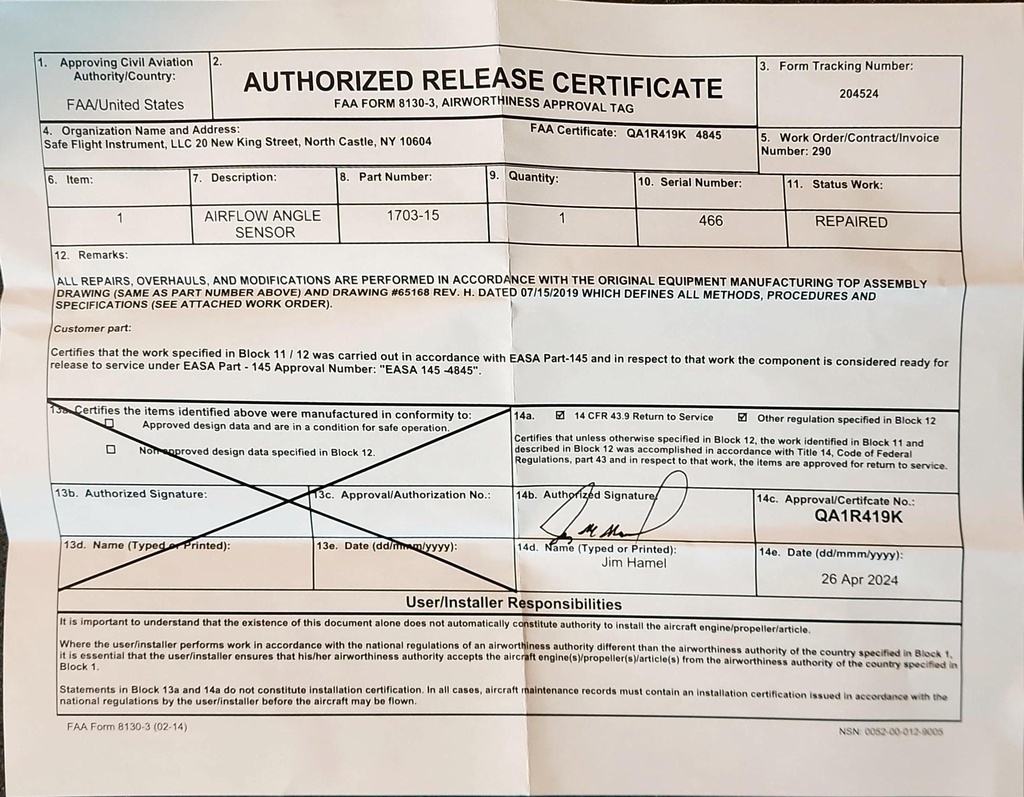 1. Approving Civil Aviation Authority/Country:
FAA/United States
2.
AUTHORIZED RELEASE CERTIFICATE
FAA FORM 8130-3, AIRWORTHINESS APPROVAL TAG
3. Form Tracking Number:
204524
4. Organization Name and Address:
Safe Flight Instrument, LLC 20 New King Street, North Castle, NY 10604
FAA Certificate: QA1R419K 4845
5. Work Order/Contract/Invoice
Number: 290
6. Item:
7. Description:
8. Part Number:
9. Quantity:
10. Serial Number:
11. Status Work:
1
AIRFLOW ANGLE
SENSOR
1703-15
1
466
REPAIRED
12. Remarks:
ALL REPAIRS, OVERHAULS, AND MODIFICATIONS ARE PERFORMED IN ACCORDANCE WITH THE ORIGINAL EQUIPMENT MANUFACTURING TOP ASSEMBLY
DRAWING (SAME AS PART NUMBER ABOVE) AND DRAWING #65168 REV. H. DATED 07/15/2019 WHICH DEFINES ALL METHODS, PROCEDURES AND
SPECIFICATIONS (SEE ATTACHED WORK ORDER).
Customer part:
Certifies that the work specified in Block 11 / 12 was carried out in accordance with EASA Part-145 and in respect to that work the component is considered ready for
release to service under EASA Part - 145 Approval Number: "EASA 145 -4845".
13a. Certifies the items identified above were manufactured in conformity to:
Approved design data and are in a condition for safe operation.
Non-approved design data specified in Block 12.
14a. ☑ 14 CFR 43.9 Return to Service ☑ Other regulation specified in Block 12
Certifies that unless otherwise specified in Block 12, the work identified in Block 11 and
described in Block 12 was accomplished in accordance with Title 14, Code of Federal
Regulations, part 43 and in respect to that work, the items are approved for return to service.
13b. Authorized Signature:
13c. Approval/Authorization No.:
14b. Authorized Signature
14c. Approval/Certifcate No.:
QA1R419K
13d. Name (Typed or Printed):
13e. Date (dd/mmm/yyyy):
14d. Name (Typed or Printed):
Jim Hamel
14e. Date (dd/mmm/yyyy):
26 Apr 2024
User/Installer Responsibilities
It is important to understand that the existence of this document alone does not automatically constitute authority to install the aircraft engine/propeller/article.
Where the user/installer performs work in accordance with the national regulations of an airworthiness authority different than the airworthiness authority of the country specified in Block 1,
it is essential that the user/installer ensures that his/her airworthiness authority accepts the aircraft engine(s)/propeller(s)/article(s) from the airworthiness authority of the country specified in
Block 1.
Statements in Block 13a and 14a do not constitute installation certification. In all cases, aircraft maintenance records must contain an installation certification issued in accordance with the
national regulations by the user/installer before the aircraft may be flown.
FAA Form 8130-3 (02-14)
NSN: 0052-00-012-9005